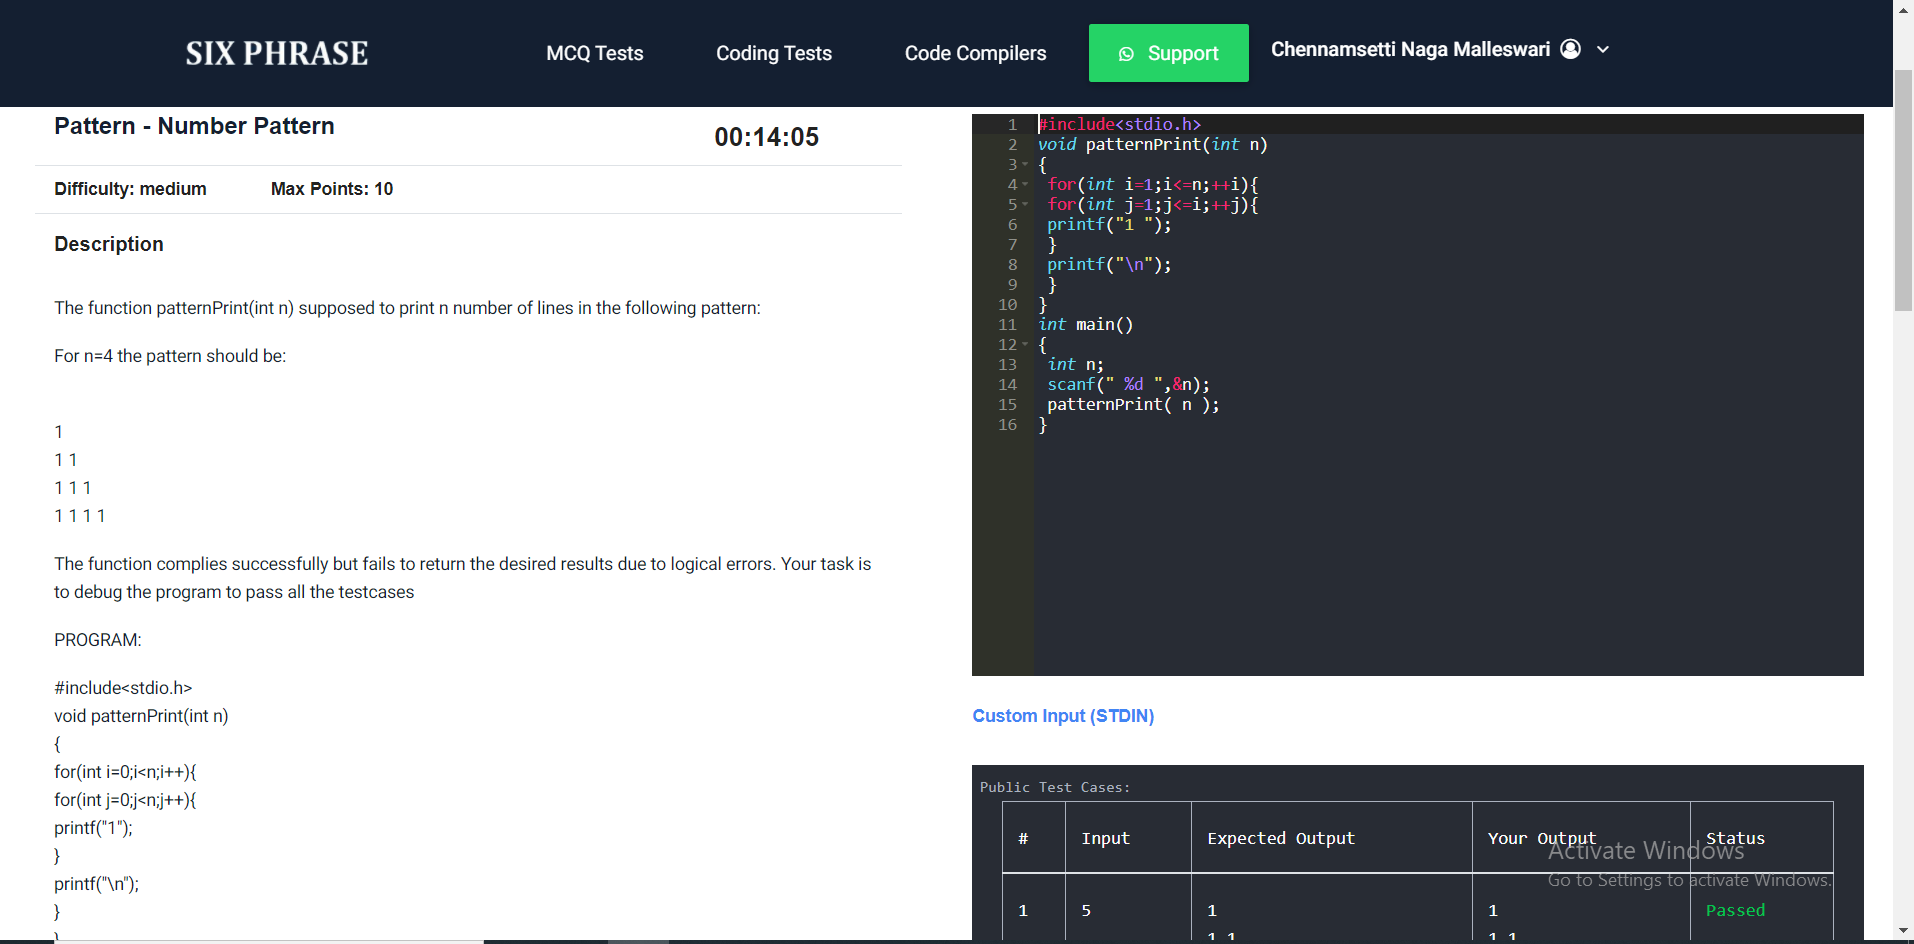 SIX PHRASE
MCQ Tests
Coding Tests
Code Compilers
Support
Chennamsetti Naga Malleswari
Pattern - Number Pattern
00:14:05
Difficulty: medium
Max Points: 10
Description
The function patternPrint(int n) supposed to print n number of lines in the following pattern:
For n=4 the pattern should be:
1
1 1
1 1 1
1 1 1 1
The function complies successfully but fails to return the desired results due to logical errors. Your task is
to debug the program to pass all the testcases
PROGRAM:
#include<stdio.h>
void patternPrint(int n)
{
for(int i=0;i<n;i++){
for(int j=0;j<n;j++){
printf("1");
}
printf("\n");
}
}
1 #include<stdio.h>
2 void patternPrint(int n)
3 {
4 for(int i=1;i<=n;++i){
5 for(int j=1;j<=i;++j){
6 printf("1 ");
7 }
8 printf("\n");
9 }
10 }
11 int main()
12 {
13 int n;
14 scanf(" %d ",&n);
15 patternPrint( n );
16 }
Custom Input (STDIN)
Public Test Cases:
# Input Expected Output Your Output Status
1 5 1 1 Passed
1 1 1 1
Activate Windows
Go to Settings to activate Windows.